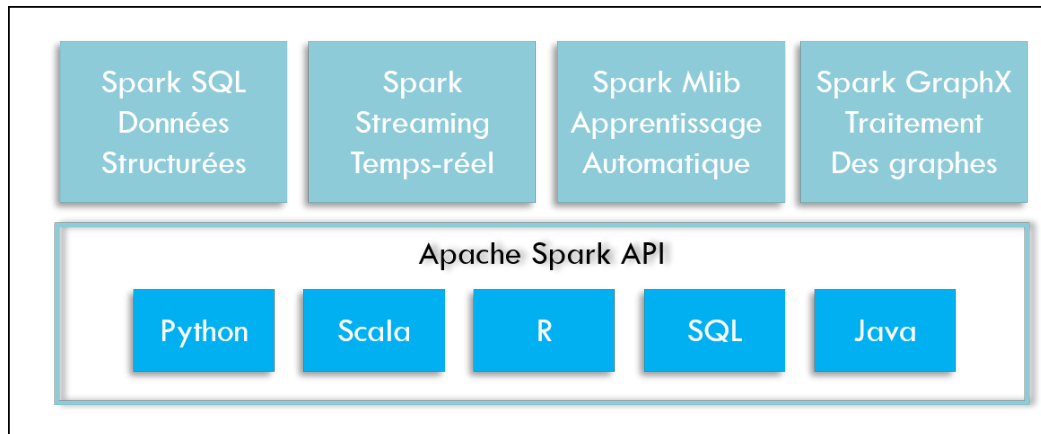 Spark SQL
Données
Structurées
Spark
Streaming
Temps-réel
Spark Mlib
Apprentissage
Automatique
Spark GraphX
Traitement
Des graphes
Apache Spark API
Python
Scala
R
SQL
Java